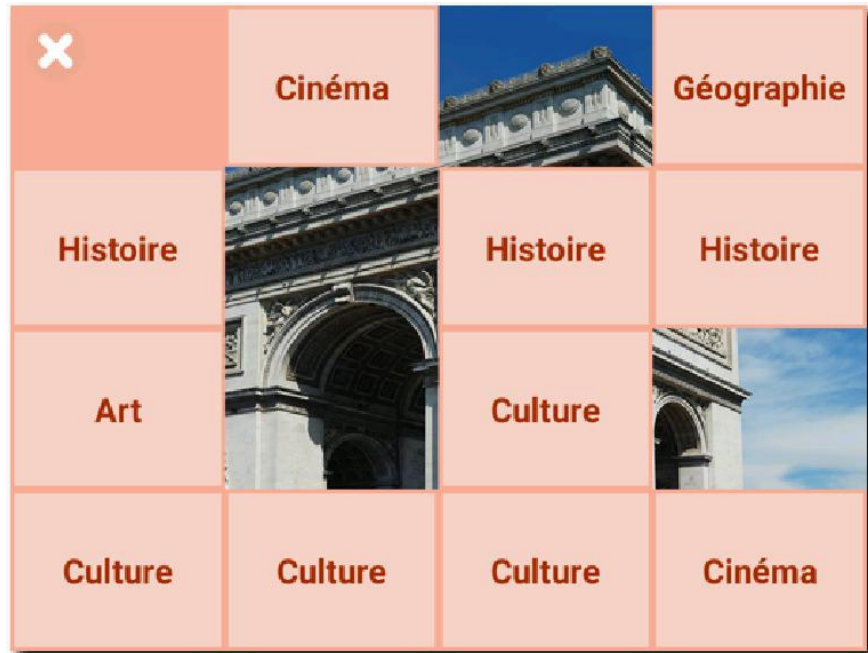 Cinéma
Géographie
Histoire
Histoire
Histoire
Art
Culture
Culture
Culture
Culture
Cinéma